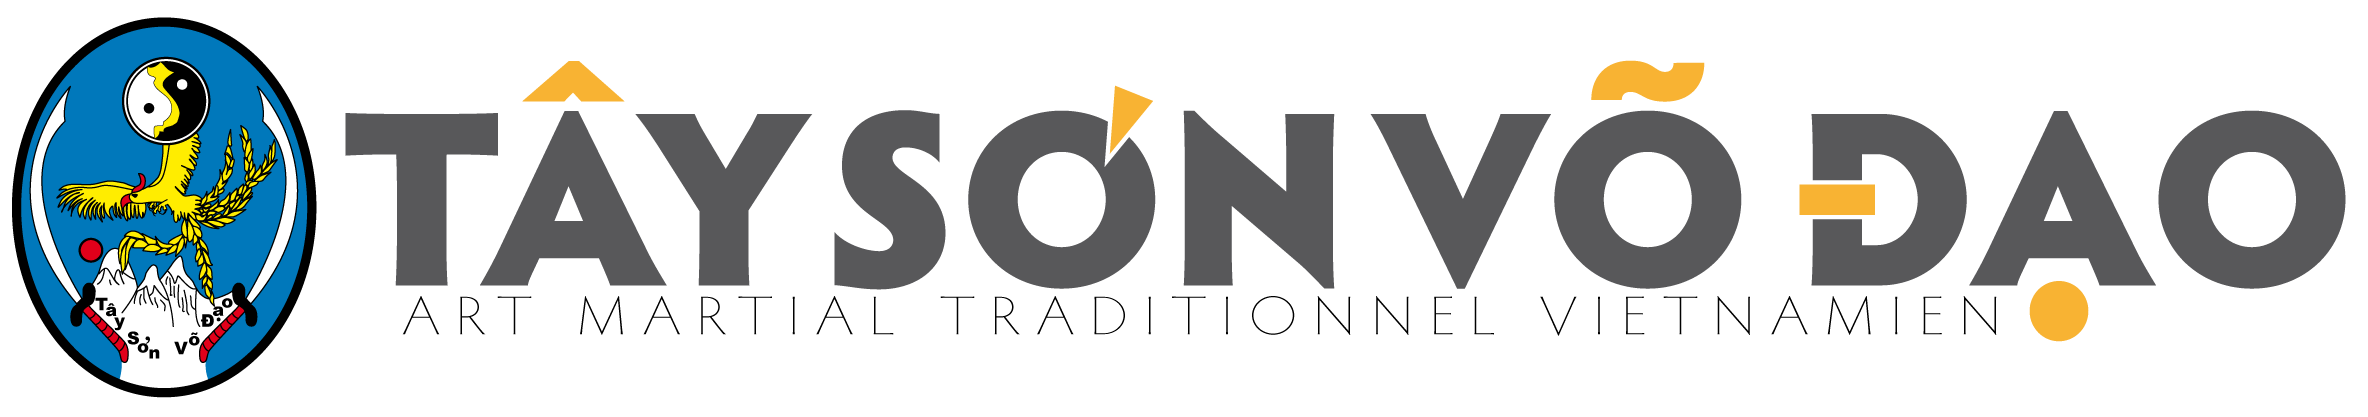 Tây Sơn Võ Đạo
TÂY SƠN VÕ ĐẠO
ART MARTIAL TRADITIONNEL VIETNAMIEN